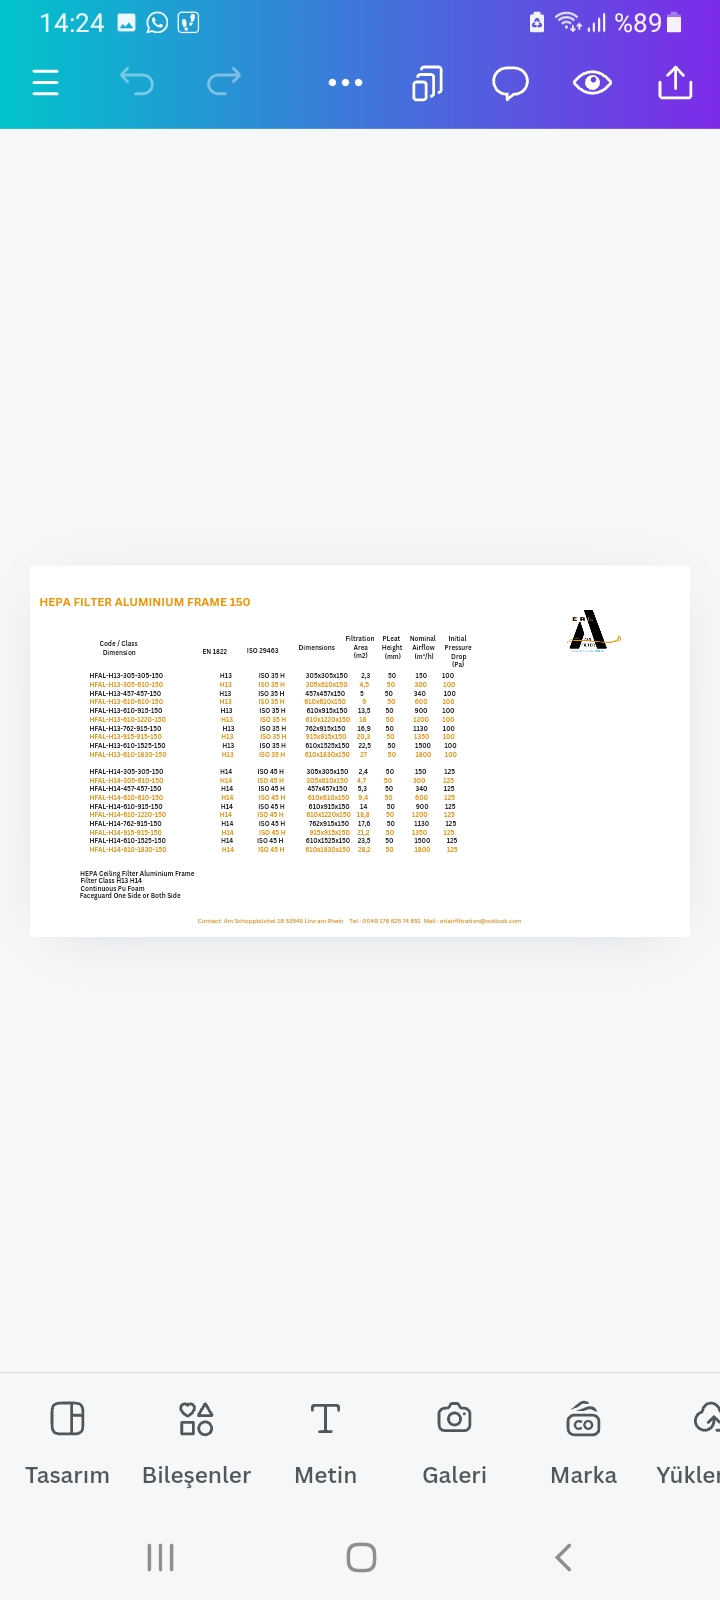 14:24
%89
HEPA FILTER ALUMINIUM FRAME 150
Code / Class Dimension EN 1822 ISO 29463 Dimensions Filtration Area (m2) PLeat Height (mm) Nominal Airflow (m³/h) Initial Pressure Drop (Pa)
HFAL-H13-305-305-150 H13 ISO 35 H 305x305x150 2,3 50 150 100
HFAL-H13-305-610-150 H13 ISO 35 H 305x610x150 4,5 50 300 100
HFAL-H13-457-457-150 H13 ISO 35 H 457x457x150 5 50 340 100
HFAL-H13-610-610-150 H13 ISO 35 H 610x610x150 9 50 600 100
HFAL-H13-610-915-150 H13 ISO 35 H 610x915x150 13,5 50 900 100
HFAL-H13-610-1220-150 H13 ISO 35 H 610x1220x150 18 50 1200 100
HFAL-H13-762-915-150 H13 ISO 35 H 762x915x150 16,9 50 1130 100
HFAL-H13-915-915-150 H13 ISO 35 H 915x915x150 20,3 50 1350 100
HFAL-H13-610-1525-150 H13 ISO 35 H 610x1525x150 22,5 50 1500 100
HFAL-H13-610-1830-150 H13 ISO 35 H 610x1830x150 27 50 1800 100
HFAL-H14-305-305-150 H14 ISO 45 H 305x305x150 2,4 50 150 125
HFAL-H14-305-610-150 H14 ISO 45 H 305x610x150 4,7 50 300 125
HFAL-H14-457-457-150 H14 ISO 45 H 457x457x150 5,3 50 340 125
HFAL-H14-610-610-150 H14 ISO 45 H 610x610x150 9,4 50 600 125
HFAL-H14-610-915-150 H14 ISO 45 H 610x915x150 14 50 900 125
HFAL-H14-610-1220-150 H14 ISO 45 H 610x1220x150 18,8 50 1200 125
HFAL-H14-762-915-150 H14 ISO 45 H 762x915x150 17,6 50 1130 125
HFAL-H14-915-915-150 H14 ISO 45 H 915x915x150 21,2 50 1350 125
HFAL-H14-610-1525-150 H14 ISO 45 H 610x1525x150 23,5 50 1500 125
HFAL-H14-610-1830-150 H14 ISO 45 H 610x1830x150 28,2 50 1800 125
HEPA Ceiling Filter Aluminium Frame
Filter Class H13 H14
Continuous Pu Foam
Faceguard One Side or Both Side
Contact: Am Schoppbüchel 19 53545 Linz am Rhein Tel : 0049 176 625 74 851 Mail : erlairfiltration@outlook.com
Tasarım Bileşenler Metin Galeri Marka Yükler